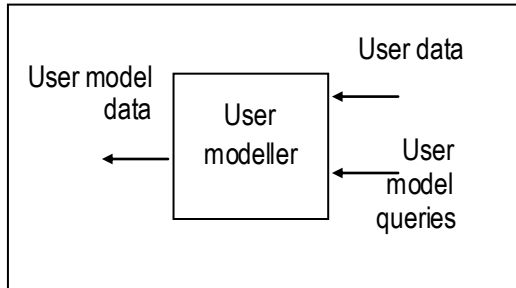 User model
data
User
modeller
User data
User
model
queries